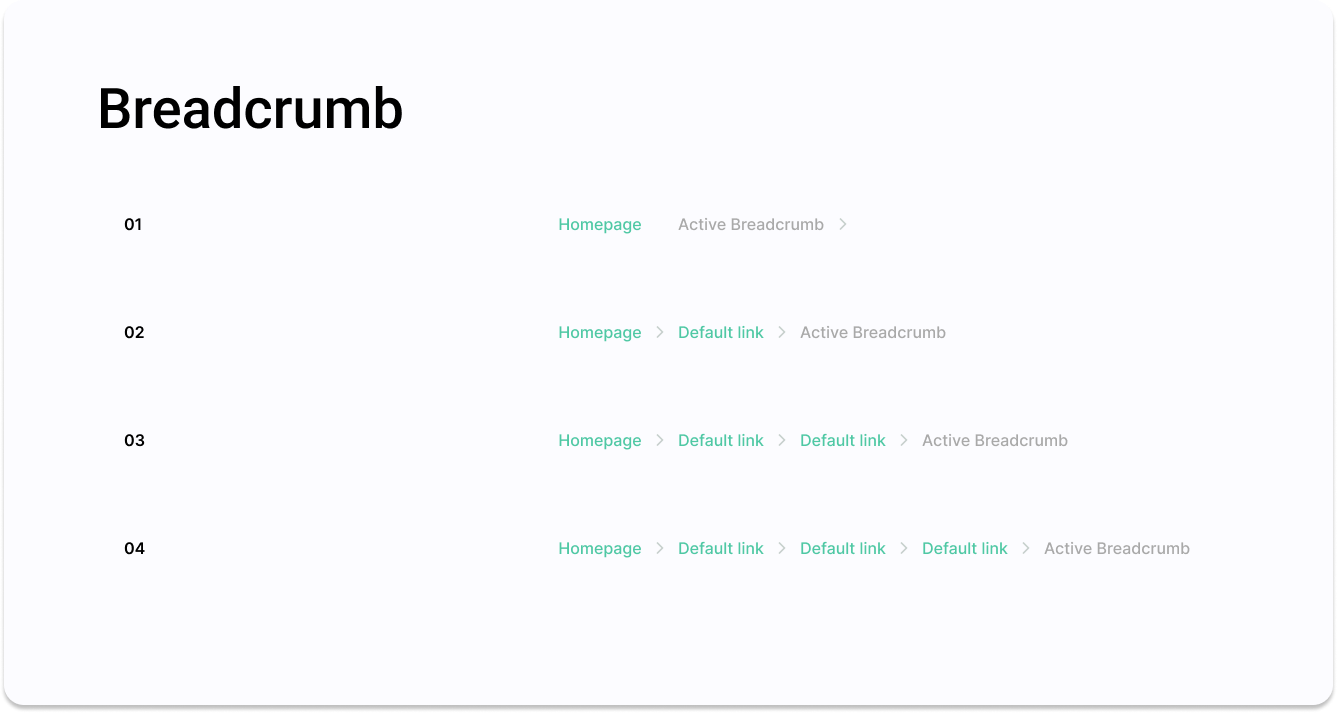 Breadcrumb
01 Homepage Active Breadcrumb >
02 Homepage > Default link > Active Breadcrumb
03 Homepage > Default link > Default link > Active Breadcrumb
04 Homepage > Default link > Default link > Default link > Active Breadcrumb